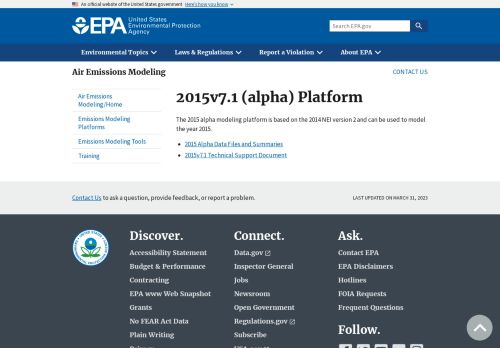 An official website of the United States government Here's how you know
EPA United States
Environmental Protection
Agency
Search EPA.gov
Environmental Topics Laws & Regulations Report a Violation About EPA
Air Emissions Modeling
CONTACT US
Air Emissions
Modeling/Home
Emissions Modeling
Platforms
Emissions Modeling Tools
Training
2015v7.1 (alpha) Platform
The 2015 alpha modeling platform is based on the 2014 NEI version 2 and can be used to model
the year 2015.
2015 Alpha Data Files and Summaries
2015v7.1 Technical Support Document
Contact Us to ask a question, provide feedback, or report a problem.
LAST UPDATED ON MARCH 31, 2023
Discover.
Accessibility Statement
Budget & Performance
Contracting
EPA www Web Snapshot
Grants
No FEAR Act Data
Plain Writing
Privacy
Connect.
Data.gov
Inspector General
Jobs
Newsroom
Open Government
Regulations.gov
Subscribe
USA.gov
Ask.
Contact EPA
EPA Disclaimers
Hotlines
FOIA Requests
Frequent Questions
Follow.